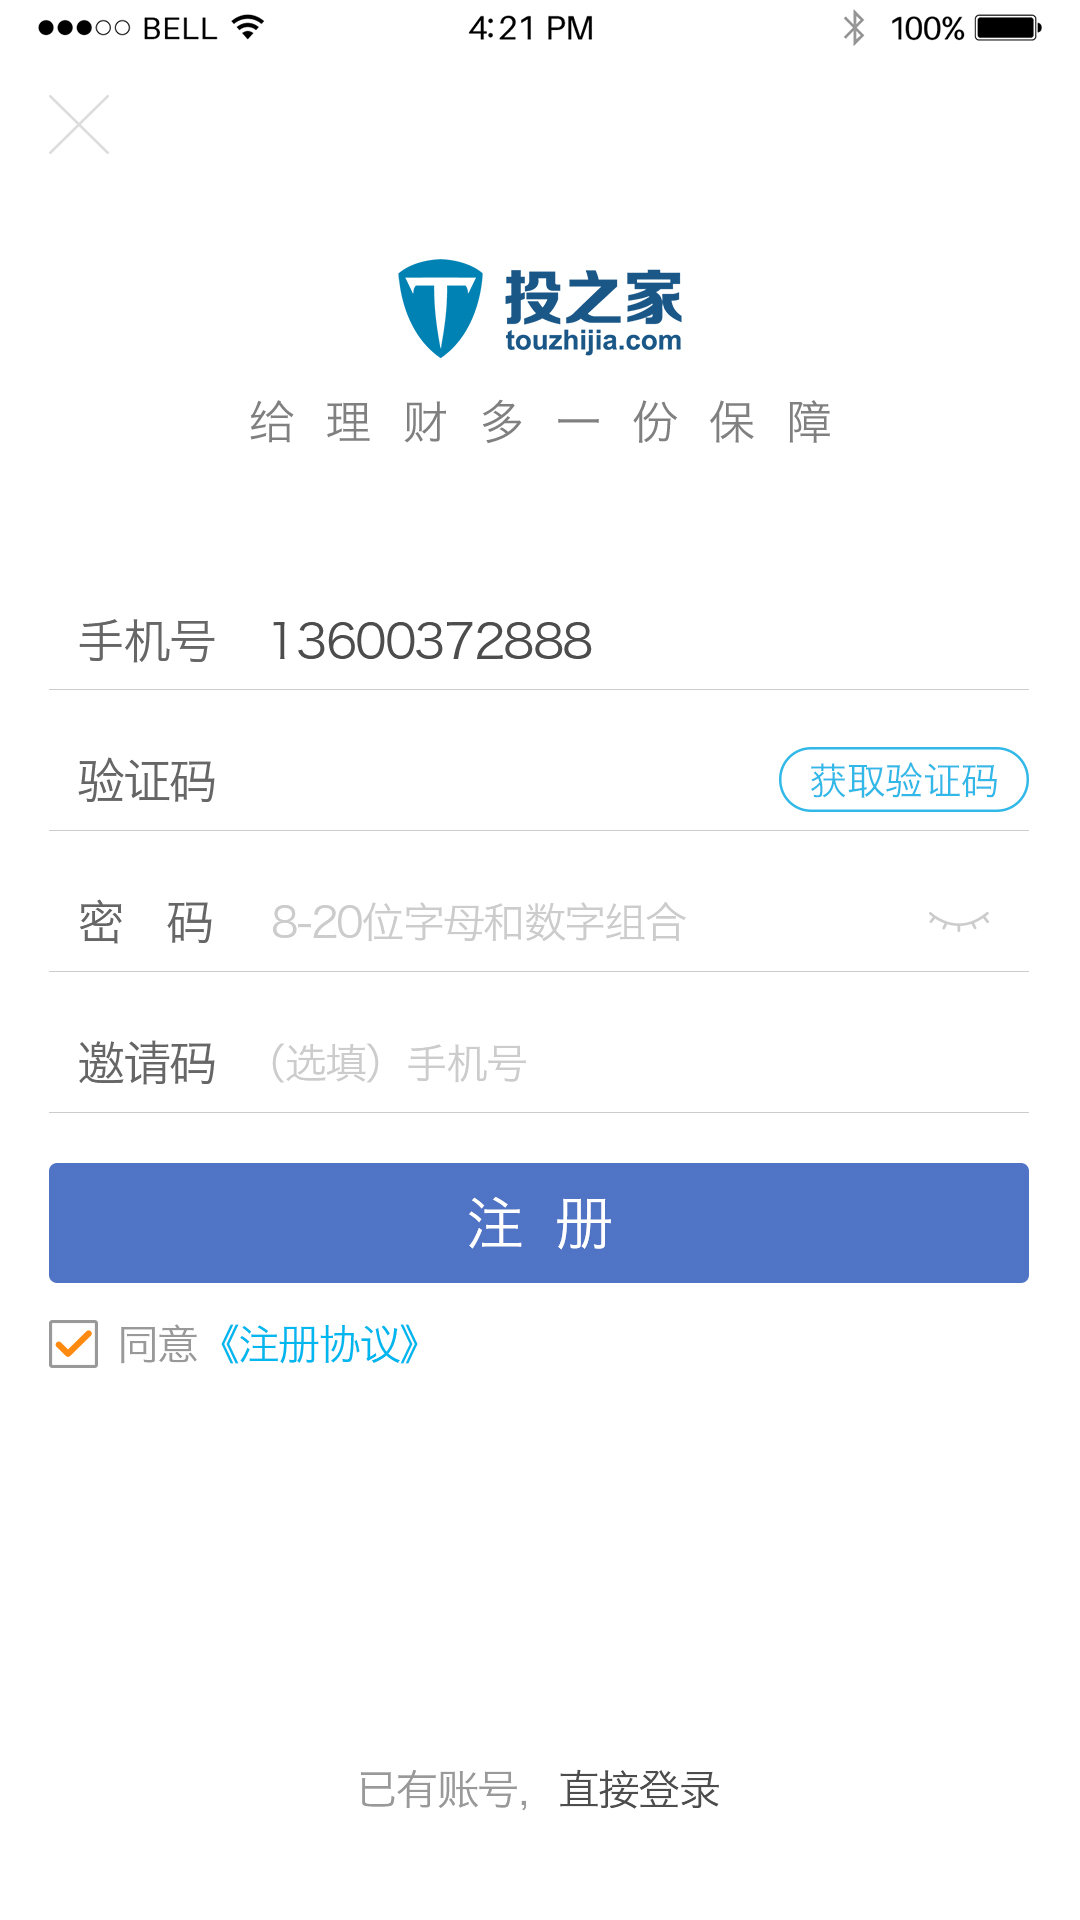 BELL 4:21 PM 100%
投之家
touzhijia.com
给理财多一份保障
手机号 13600372888
验证码 获取验证码
密 码 8-20位字母和数字组合
邀请码 （选填）手机号
注 册
同意《注册协议》
已有账号，直接登录